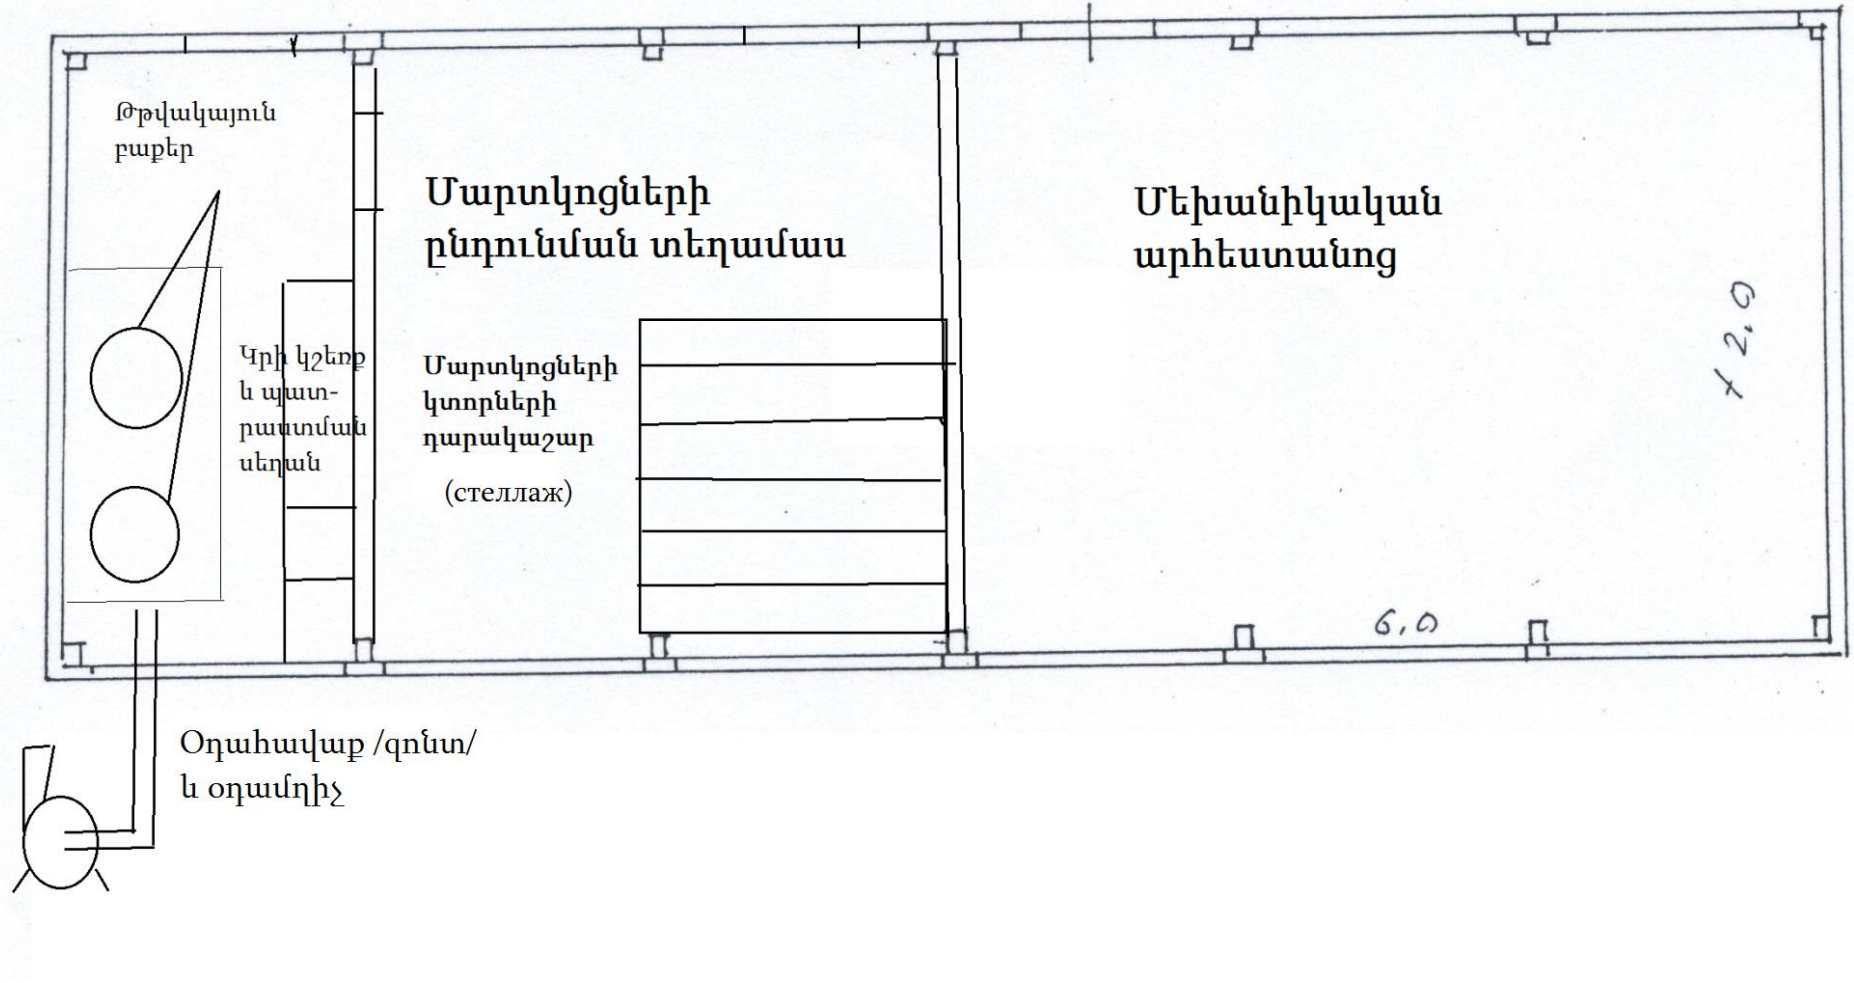 Թթվակայուն
բաքեր
Մարտկոցների
ընդունման տեղամաս
Մեխանիկական
արհեստանոց
Կրի կշեռք
և պատ-
րաստման
սեղան
Մարտկոցների
կտորների
դարակաշար
(стеллаж)
12,0
6,0
Օդահավաք /զոնտ/
և օդամղիչ